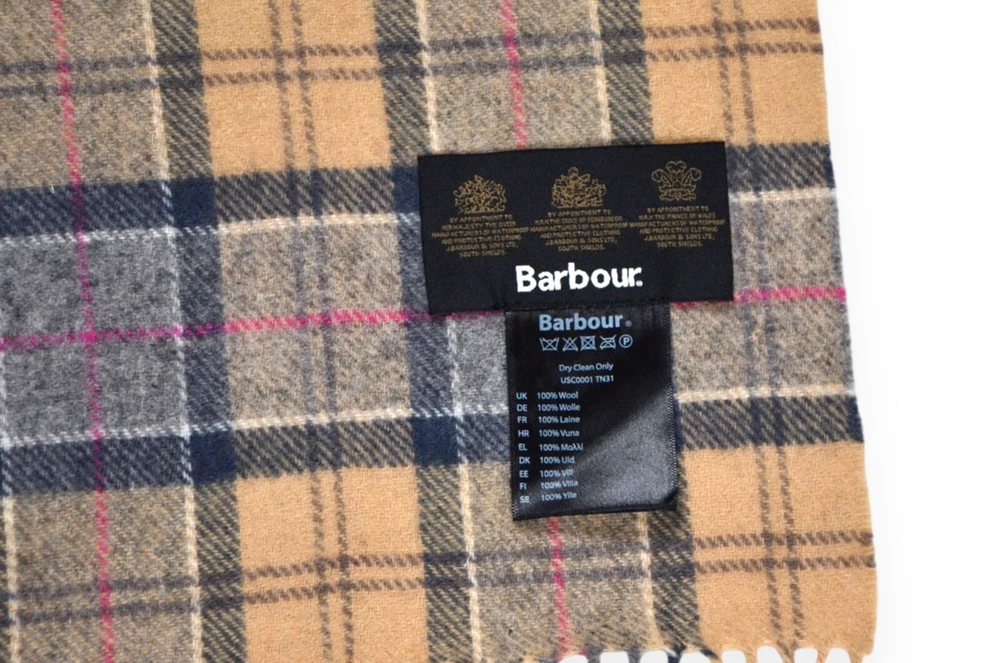 BY APPOINTMENT TO
HER MAJESTY THE QUEEN
MANUFACTURERS OF WATERPROOF
AND PROTECTIVE CLOTHING
J.BARBOUR & SONS LTD.
SOUTH SHIELDS.
BY APPOINTMENT TO
H.R.H. THE DUKE OF EDINBURGH
MANUFACTURERS OF WATERPROOF
AND PROTECTIVE CLOTHING
J.BARBOUR & SONS LTD.
SOUTH SHIELDS.
BY APPOINTMENT TO
H.R.H. THE PRINCE OF WALES
MANUFACTURERS OF WATERPROOF
AND PROTECTIVE CLOTHING
J.BARBOUR & SONS LTD.
SOUTH SHIELDS.
Barbour®
Barbour®
P
Dry Clean Only
USC0001 TN31
UK 100% Wool
DE 100% Wolle
FR 100% Laine
HR 100% Vuna
EL 100% Μαλλί
DK 100% Uld
EE 100% Vill
FI 100% Villa
SE 100% Ylle